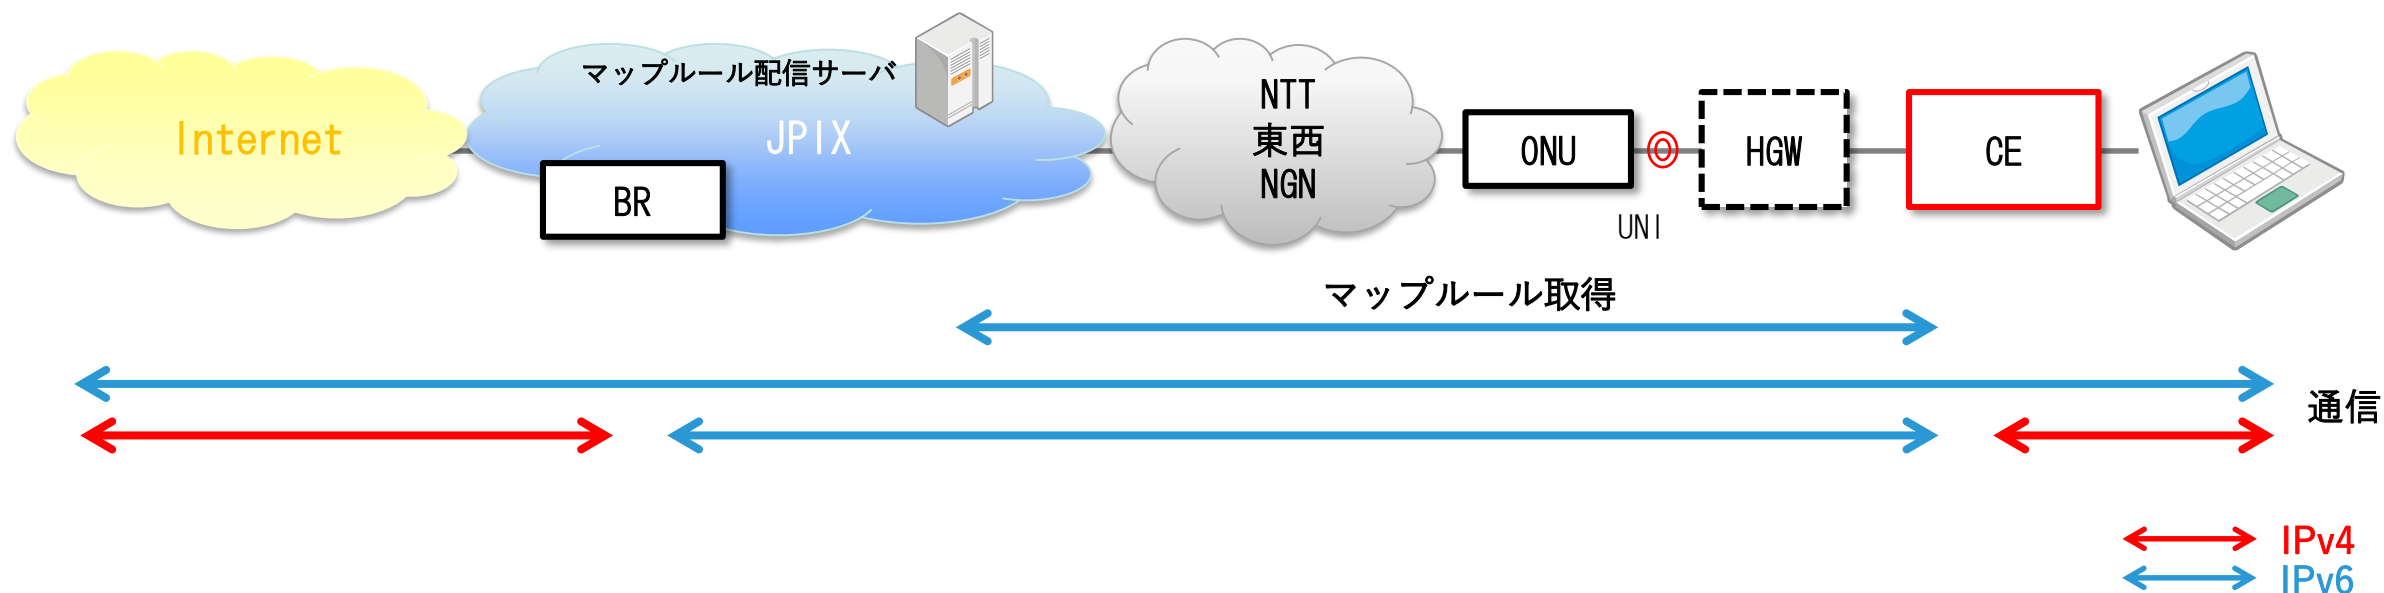 マップルール配信サーバ
Internet
JPIX
BR
NTT
東西
NGN
ONU
UNI
HGW
CE
マップルール取得
通信
IPv4
IPv6